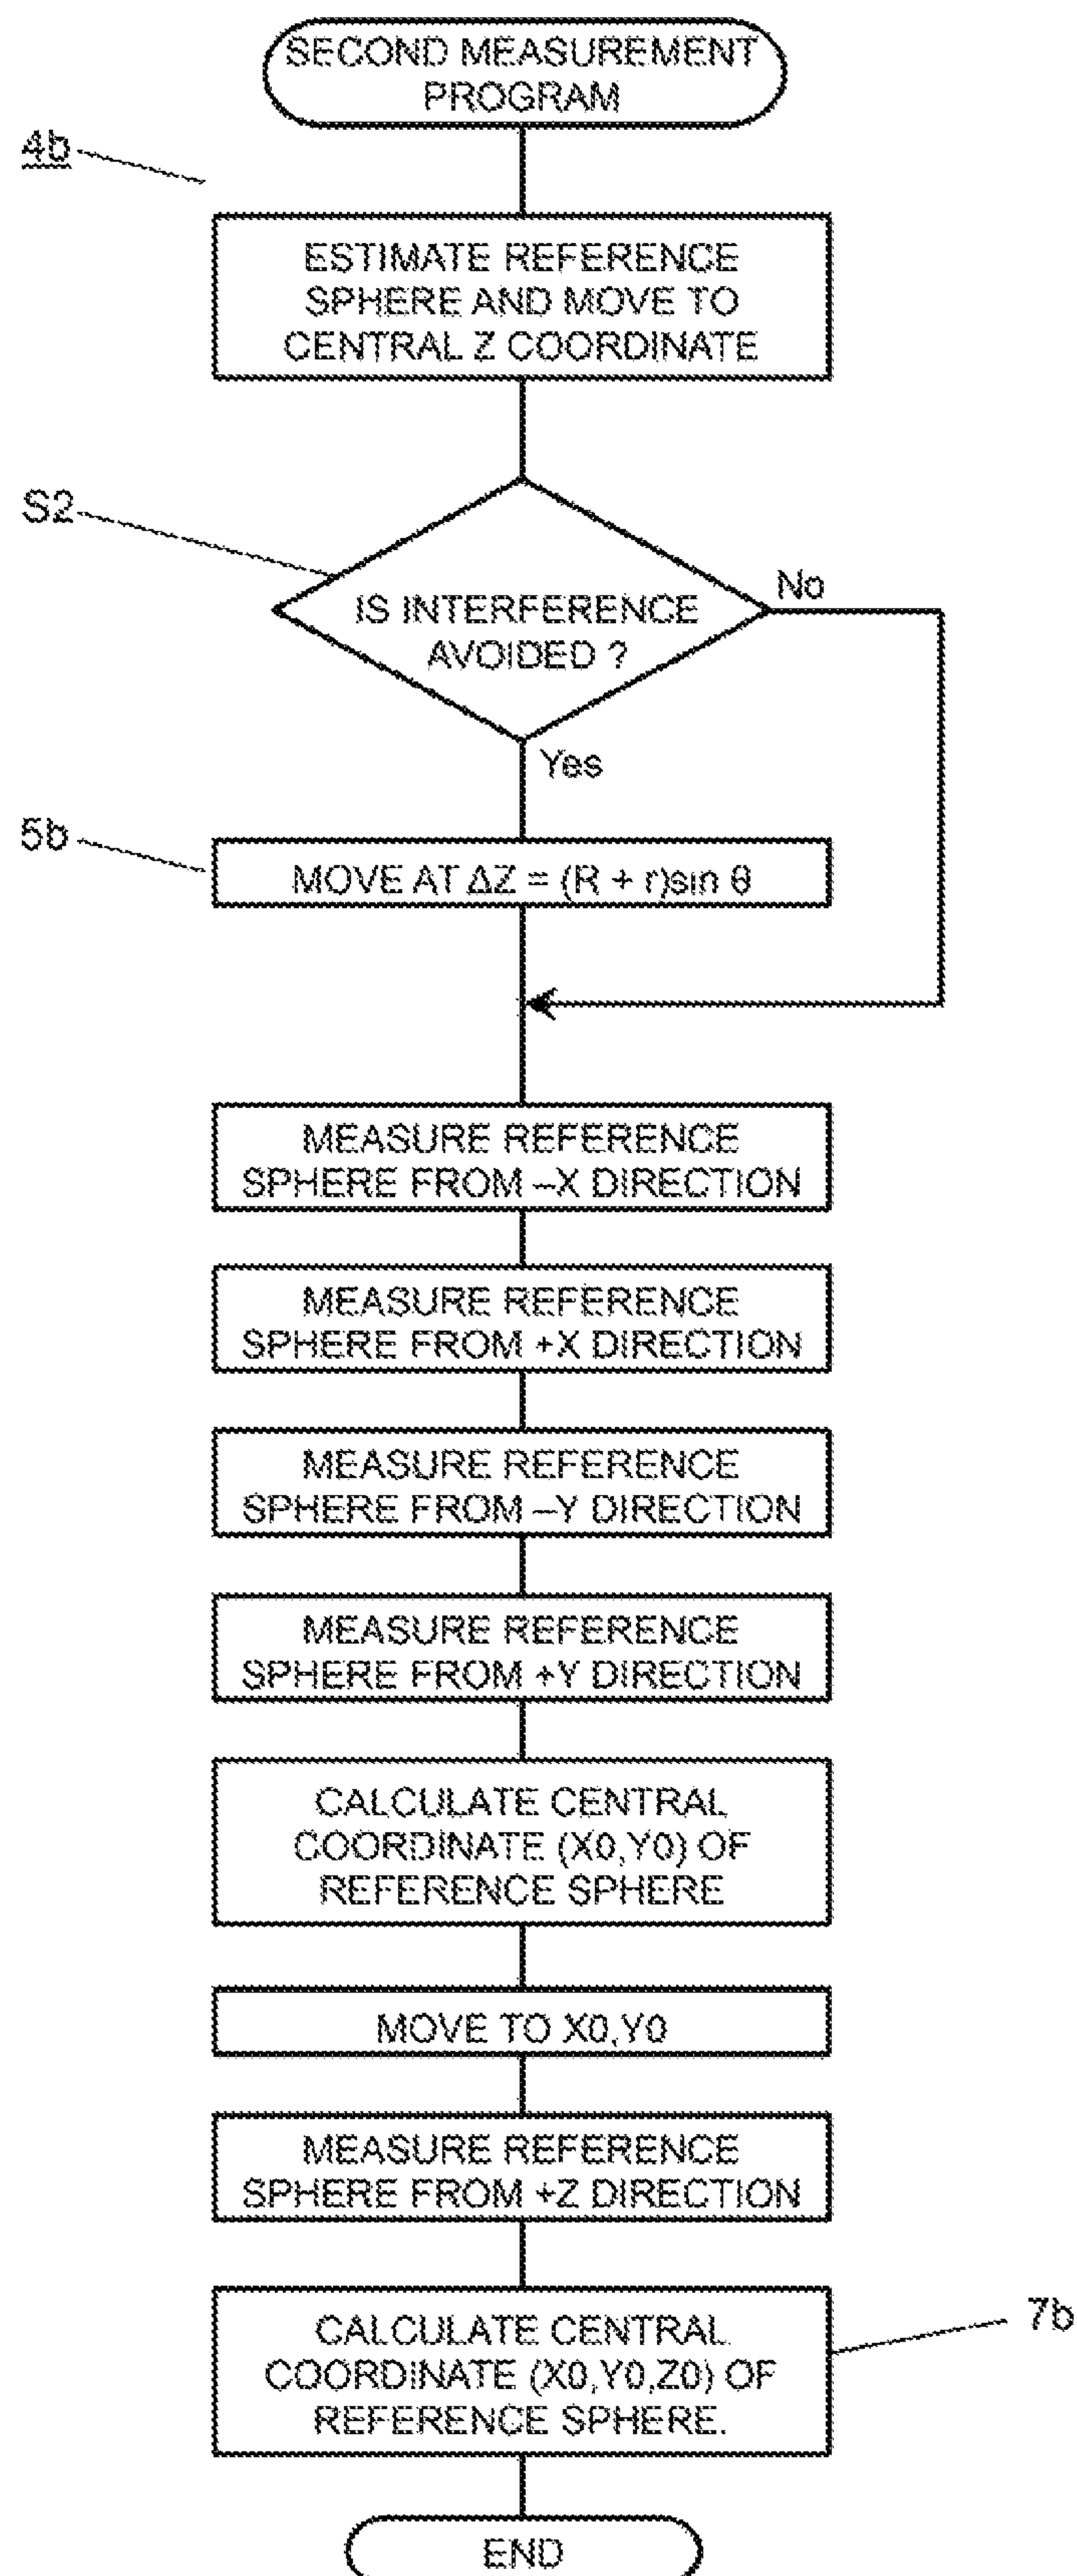 SECOND MEASUREMENT
PROGRAM
4b
ESTIMATE REFERENCE
SPHERE AND MOVE TO
CENTRAL Z COORDINATE
S2
IS INTERFERENCE
AVOIDED ?
No
Yes
5b
MOVE AT ΔZ = (R + r)sin θ
MEASURE REFERENCE
SPHERE FROM –X DIRECTION
MEASURE REFERENCE
SPHERE FROM +X DIRECTION
MEASURE REFERENCE
SPHERE FROM –Y DIRECTION
MEASURE REFERENCE
SPHERE FROM +Y DIRECTION
CALCULATE CENTRAL
COORDINATE (X0,Y0) OF
REFERENCE SPHERE
MOVE TO X0,Y0
MEASURE REFERENCE
SPHERE FROM +Z DIRECTION
7b
CALCULATE CENTRAL
COORDINATE (X0,Y0,Z0) OF
REFERENCE SPHERE.
END